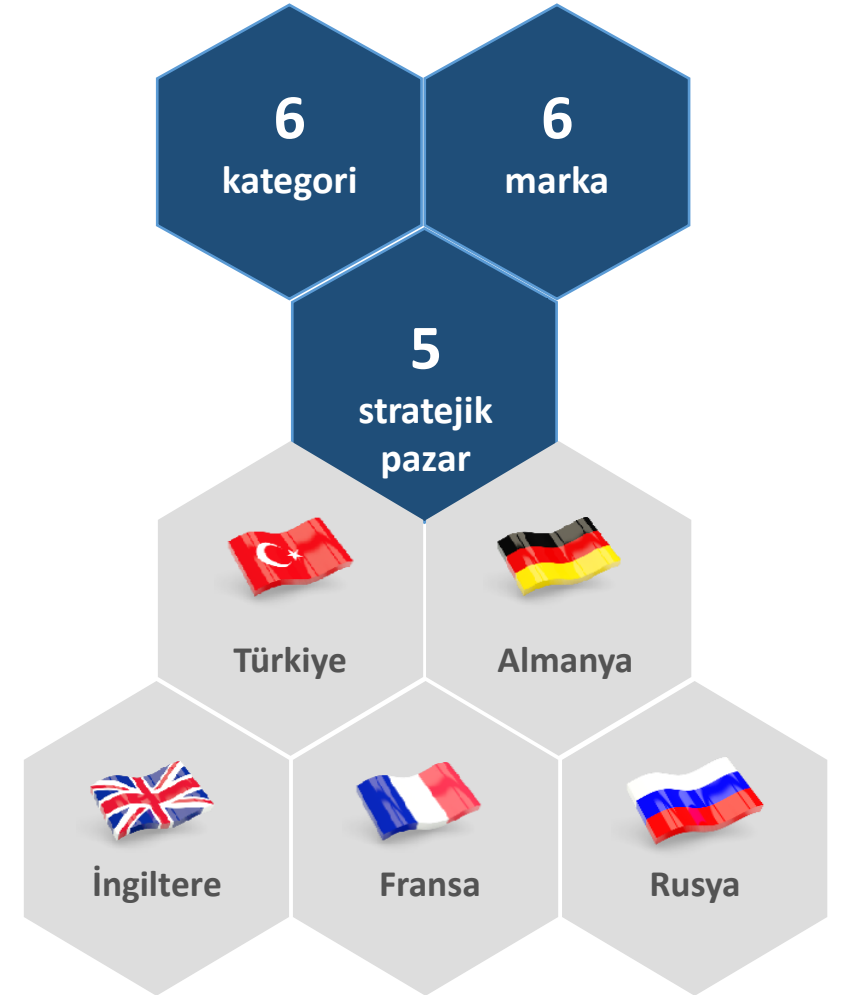 6
kategori
6
marka
5
stratejik
pazar
Türkiye
Almanya
İngiltere
Fransa
Rusya